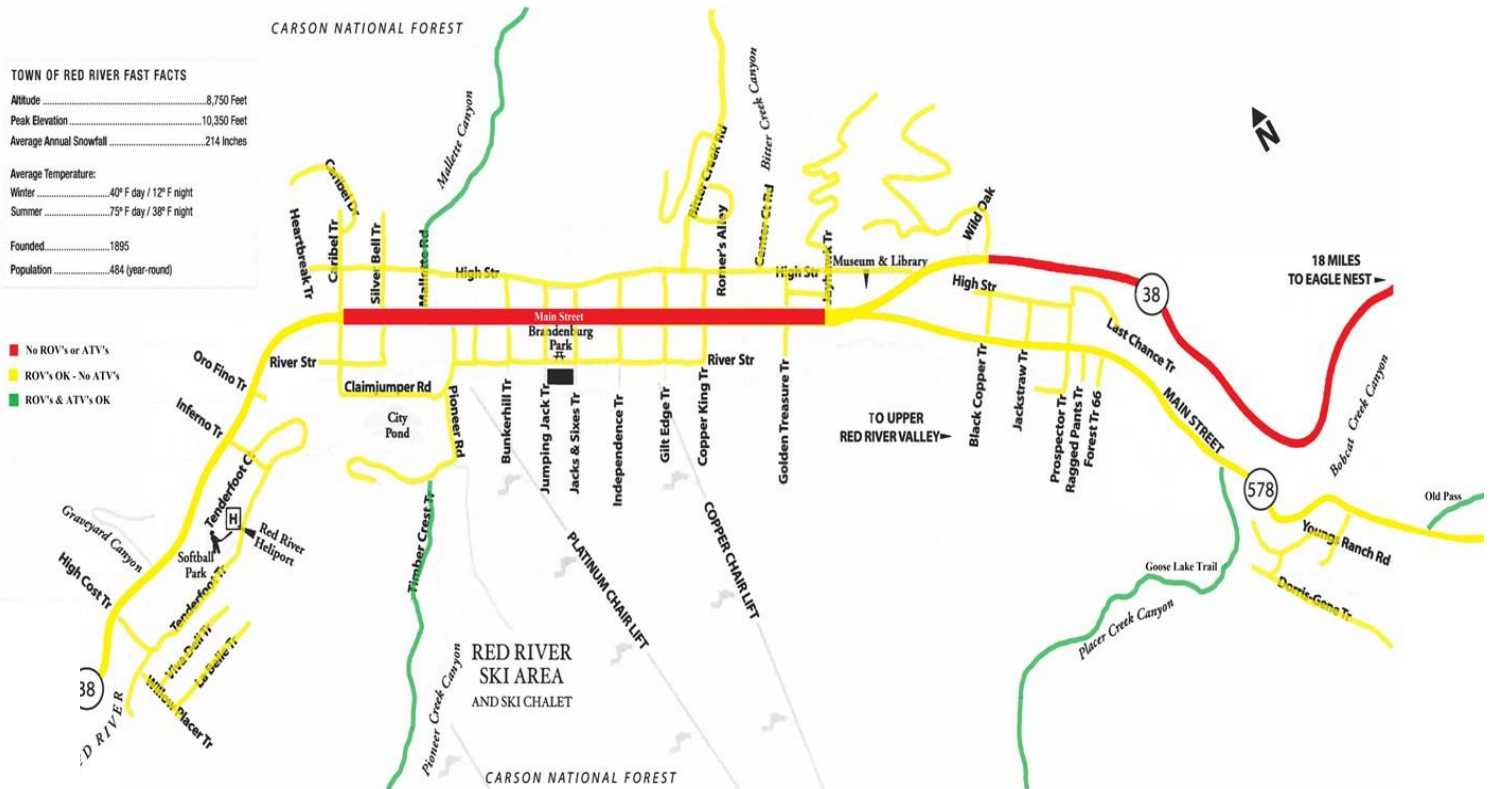 CARSON NATIONAL FOREST
TOWN OF RED RIVER FAST FACTS
Altitude ........................................8,750 Feet
Peak Elevation ..................................10,350 Feet
Average Annual Snowfall .............................214 Inches
Average Temperature:
Winter ..........................40º F day / 12º F night
Summer ..........................75º F day / 38º F night
Founded..........................1895
Population ......................484 (year-round)
No ROV's or ATV's
ROV's OK - No ATV's
ROV's & ATV's OK
Mallette Canyon
Bitter Creek Canyon
N
Caribel Dr
Heartbreak Tr
Caribel Tr
Silver Bell Tr
Mallette Rd
High Str
Bitter Creek Rd
Romer's Alley
Center Ct Rd
High Str
Jayhawk Tr
Museum & Library
Wild Oak
18 MILES
TO EAGLE NEST
38
High Str
Last Chance Tr
Main Street
Brandenburg
Park
River Str
River Str
Oro Fino Tr
Inferno Tr
Claimjumper Rd
City
Pond
Pioneer Rd
Bunkerhill Tr
Jumping Jack Tr
Jacks & Sixes Tr
Independence Tr
Gilt Edge Tr
Copper King Tr
Golden Treasure Tr
TO UPPER
RED RIVER VALLEY
Black Copper Tr
Jackstraw Tr
Prospector Tr
Ragged Pants Tr
Forest Tr 66
MAIN STREET
Bobcat Creek Canyon
578
Old Pass
Youngs Ranch Rd
Dorris-Gene Tr
Goose Lake Trail
Placer Creek Canyon
Graveyard Canyon
Tenderfoot C
H
Red River
Heliport
Softball
Park
High Cost Tr
Tenderfoot Tr
Viva Dell Tr
La Belle Tr
Willow Placer Tr
38
D RIVER
Timber Crest Tr
Pioneer Creek Canyon
PLATINUM CHAIR LIFT
COPPER CHAIR LIFT
RED RIVER
SKI AREA
AND SKI CHALET
CARSON NATIONAL FOREST